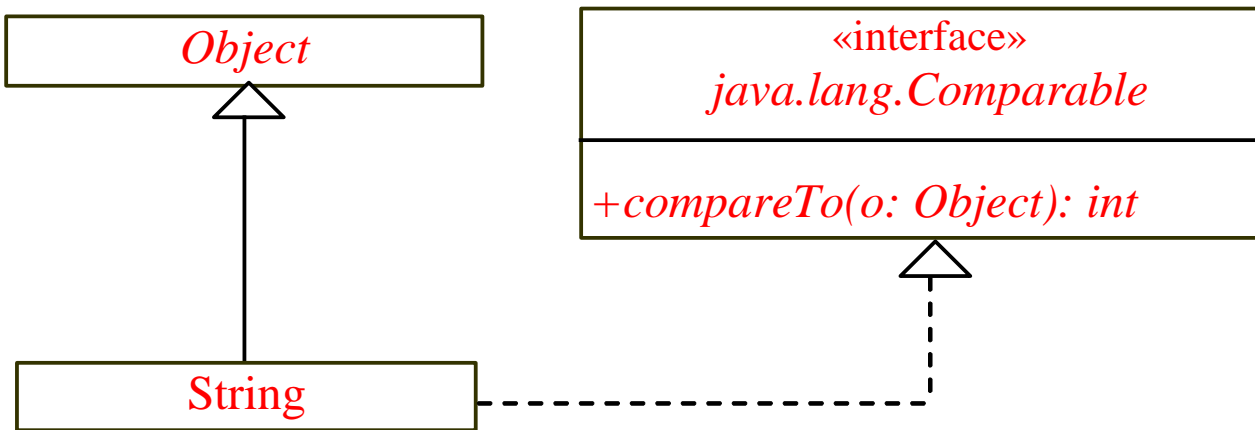 Object
«interface»
java.lang.Comparable
+compareTo(o: Object): int
String